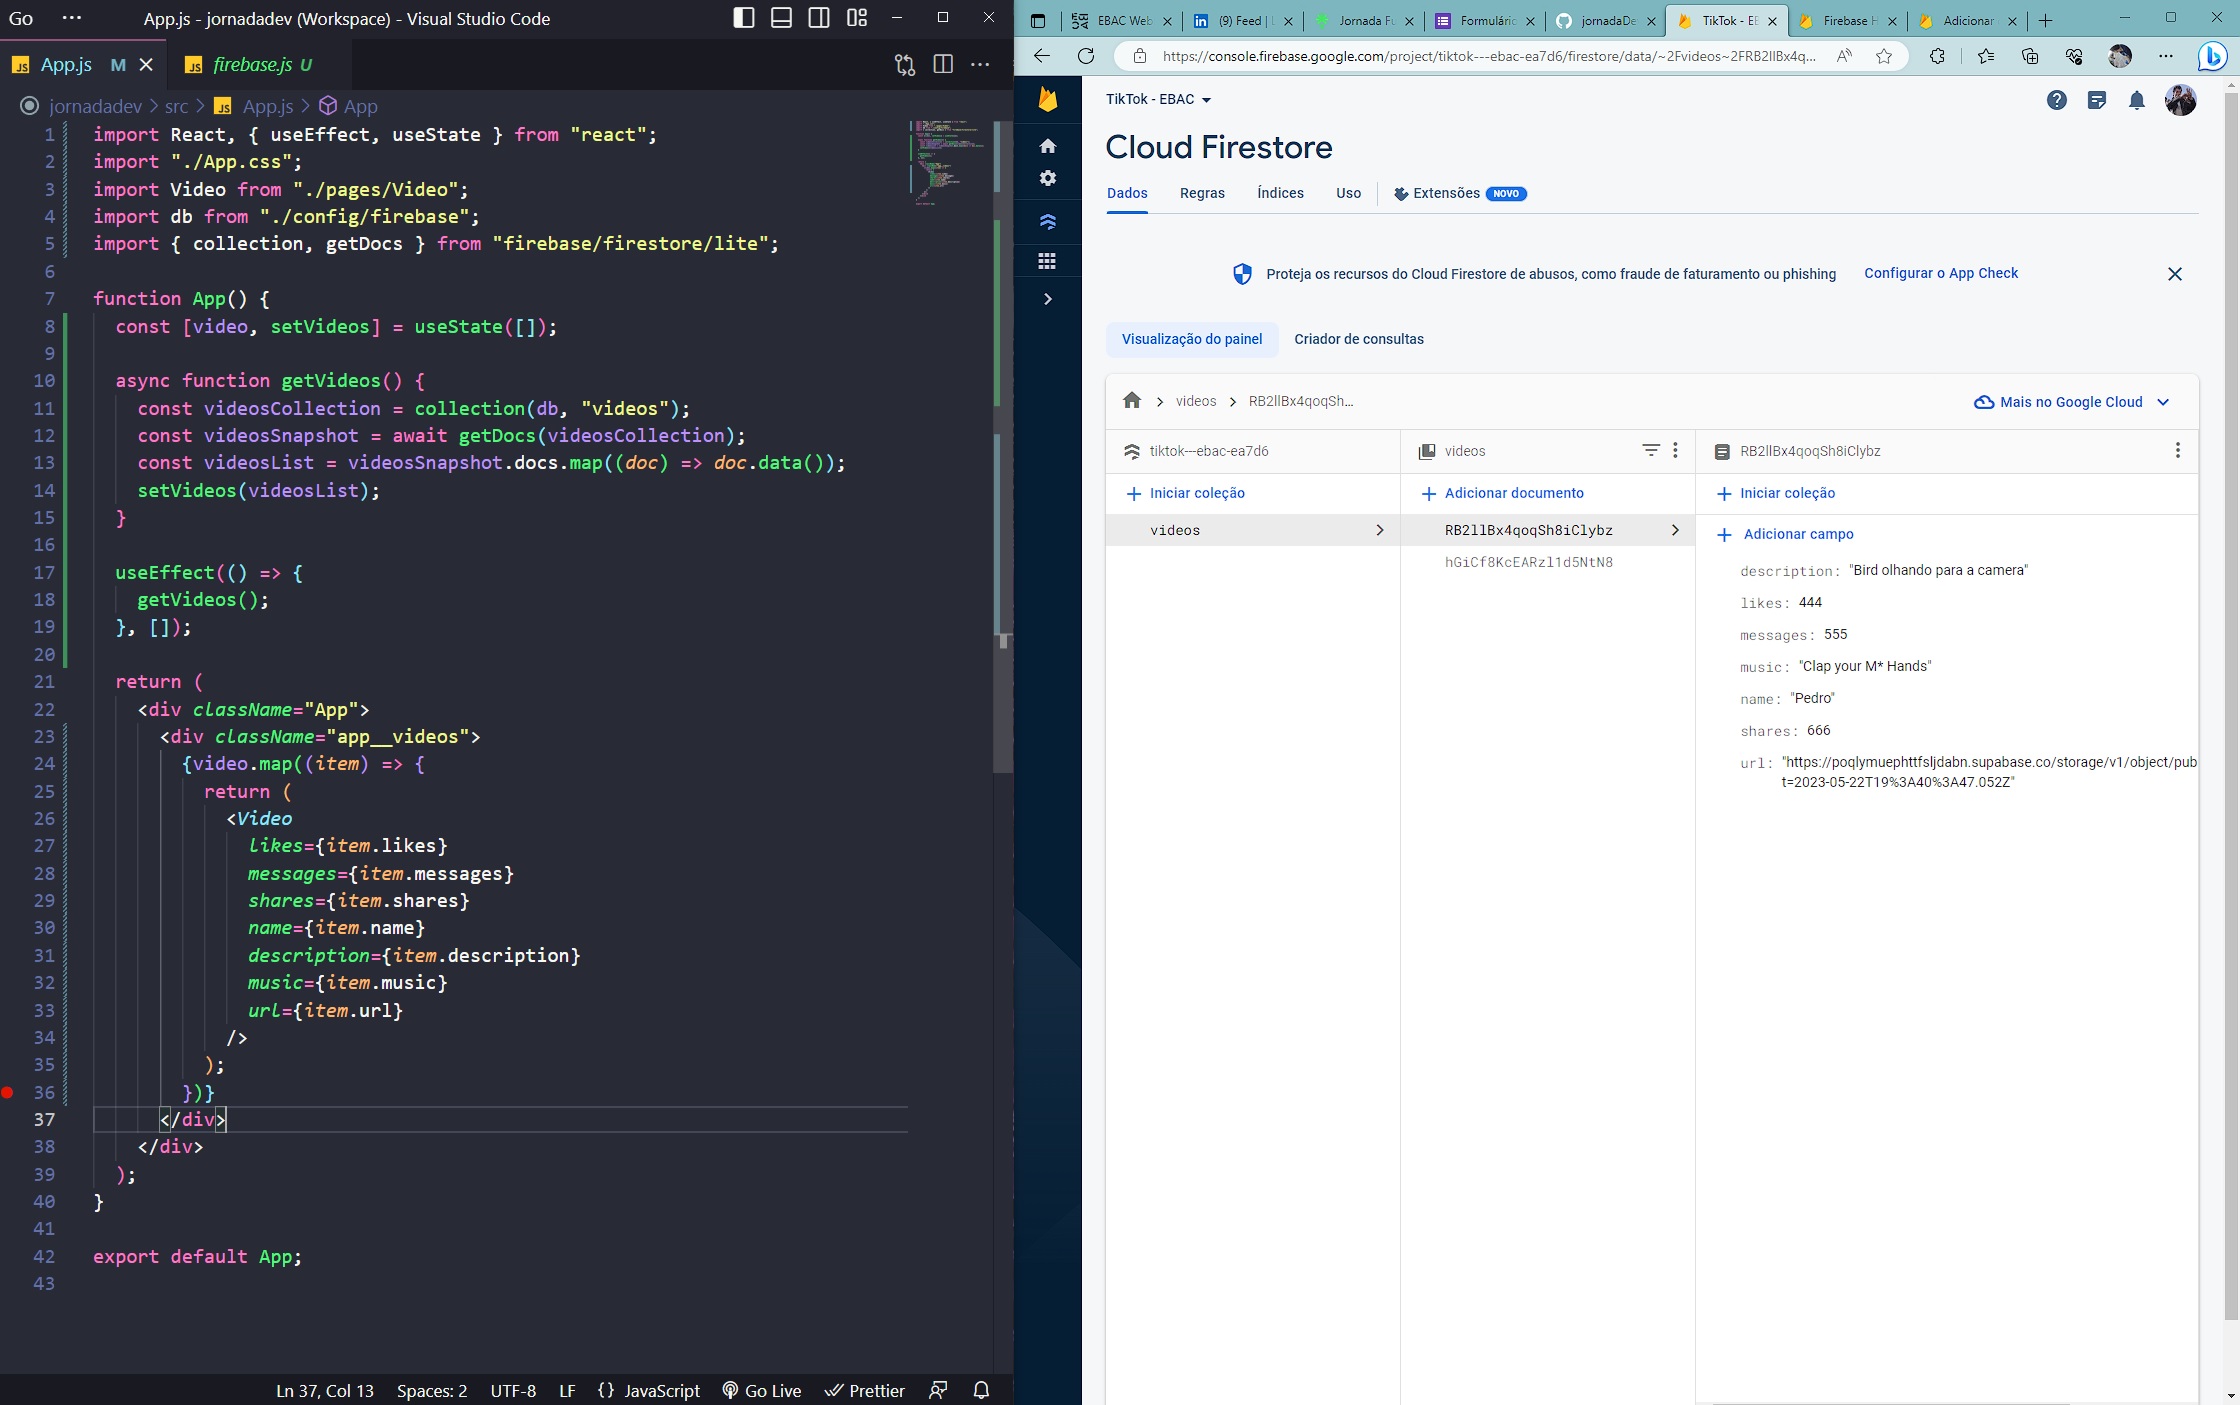 Go ··· App.js - jornadadev (Workspace) - Visual Studio Code
App.js M firebase.js U
jornadadev > src > App.js > App
1 import React, { useEffect, useState } from "react";
2 import "./App.css";
3 import Video from "./pages/Video";
4 import db from "./config/firebase";
5 import { collection, getDocs } from "firebase/firestore/lite";
6
7 function App() {
8 const [video, setVideos] = useState([]);
9
10 async function getVideos() {
11 const videosCollection = collection(db, "videos");
12 const videosSnapshot = await getDocs(videosCollection);
13 const videosList = videosSnapshot.docs.map((doc) => doc.data());
14 setVideos(videosList);
15 }
16
17 useEffect(() => {
18 getVideos();
19 }, []);
20
21 return (
22 <div className="App">
23 <div className="app__videos">
24 {video.map((item) => {
25 return (
26 <Video
27 likes={item.likes}
28 messages={item.messages}
29 shares={item.shares}
30 name={item.name}
31 description={item.description}
32 music={item.music}
33 url={item.url}
34 />
35 );
36 })}
37 </div>
38 </div>
39 );
40 }
41
42 export default App;
43
Ln 37, Col 13 Spaces: 2 UTF-8 LF {} JavaScript Go Live Prettier
EBAC Web (9) Feed | L Jornada Fu Formulário jornadaDe TikTok - EE Firebase H Adicionar
https://console.firebase.google.com/project/tiktok---ebac-ea7d6/firestore/data/~2Fvideos~2FRB2llBx4q...
TikTok - EBAC
Cloud Firestore
Dados Regras Índices Uso Extensões NOVO
Proteja os recursos do Cloud Firestore de abusos, como fraude de faturamento ou phishing Configurar o App Check
Visualização do painel Criador de consultas
videos > RB2llBx4qoqSh... Mais no Google Cloud
tiktok---ebac-ea7d6 videos RB2llBx4qoqSh8iClybz
Iniciar coleção Adicionar documento Iniciar coleção
videos RB2llBx4qoqSh8iClybz Adicionar campo
hGiCf8KcEARzl1d5NtN8
description: "Bird olhando para a camera"
likes: 444
messages: 555
music: "Clap your M* Hands"
name: "Pedro"
shares: 666
url: "https://poqlymuephttfsljdabn.supabase.co/storage/v1/object/pub
t=2023-05-22T19%3A40%3A47.052Z"